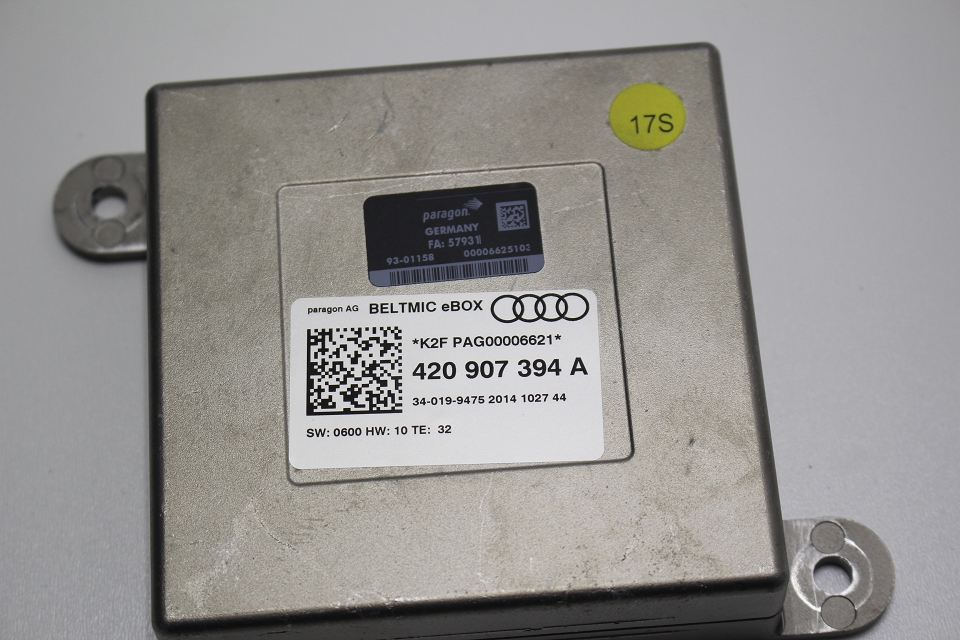 17S
paragon
GERMANY
FA: 57931i
93-01158 00006625103
paragon AG BELTMIC eBOX
*K2F PAG00006621*
420 907 394 A
34-019-9475 2014 1027 44
SW: 0600 HW: 10 TE: 32